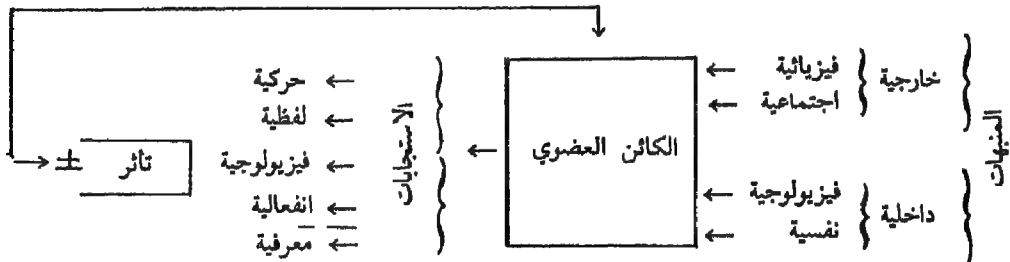 المنبهات
خارجية
فيزيائية
اجتماعية
داخلية
فيزيولوجية
نفسية
الكائن العضوي
الاستجابات
حركية
لفظية
فيزيولوجية
انفعالية
معرفية
تأثر ±